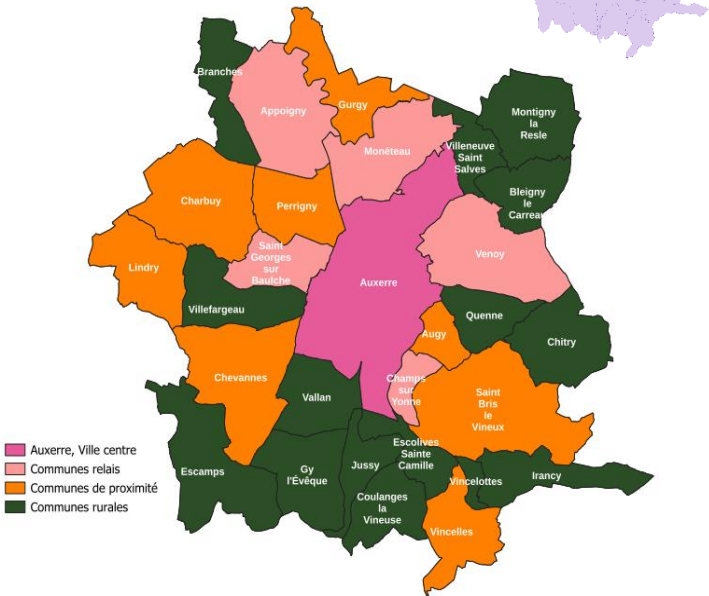 Branches
Appoigny
Gurgy
Montigny
la
Resle
Monéteau
Villeneuve
Saint
Salves
Bleigny
le
Carreau
Charbuy
Perrigny
Saint
Georges
sur
Baulche
Venoy
Lindry
Auxerre
Villefargeau
Quenne
Augy
Chitry
Chevannes
Champs
sur
Yonne
Vallan
Saint
Bris
le
Vineux
Auxerre, Ville centre
Communes relais
Communes de proximité
Communes rurales
Escamps
Gy
l'Évêque
Jussy
Escolives
Sainte
Camille
Vincelottes
Irancy
Coulanges
la
Vineuse
Vincelles